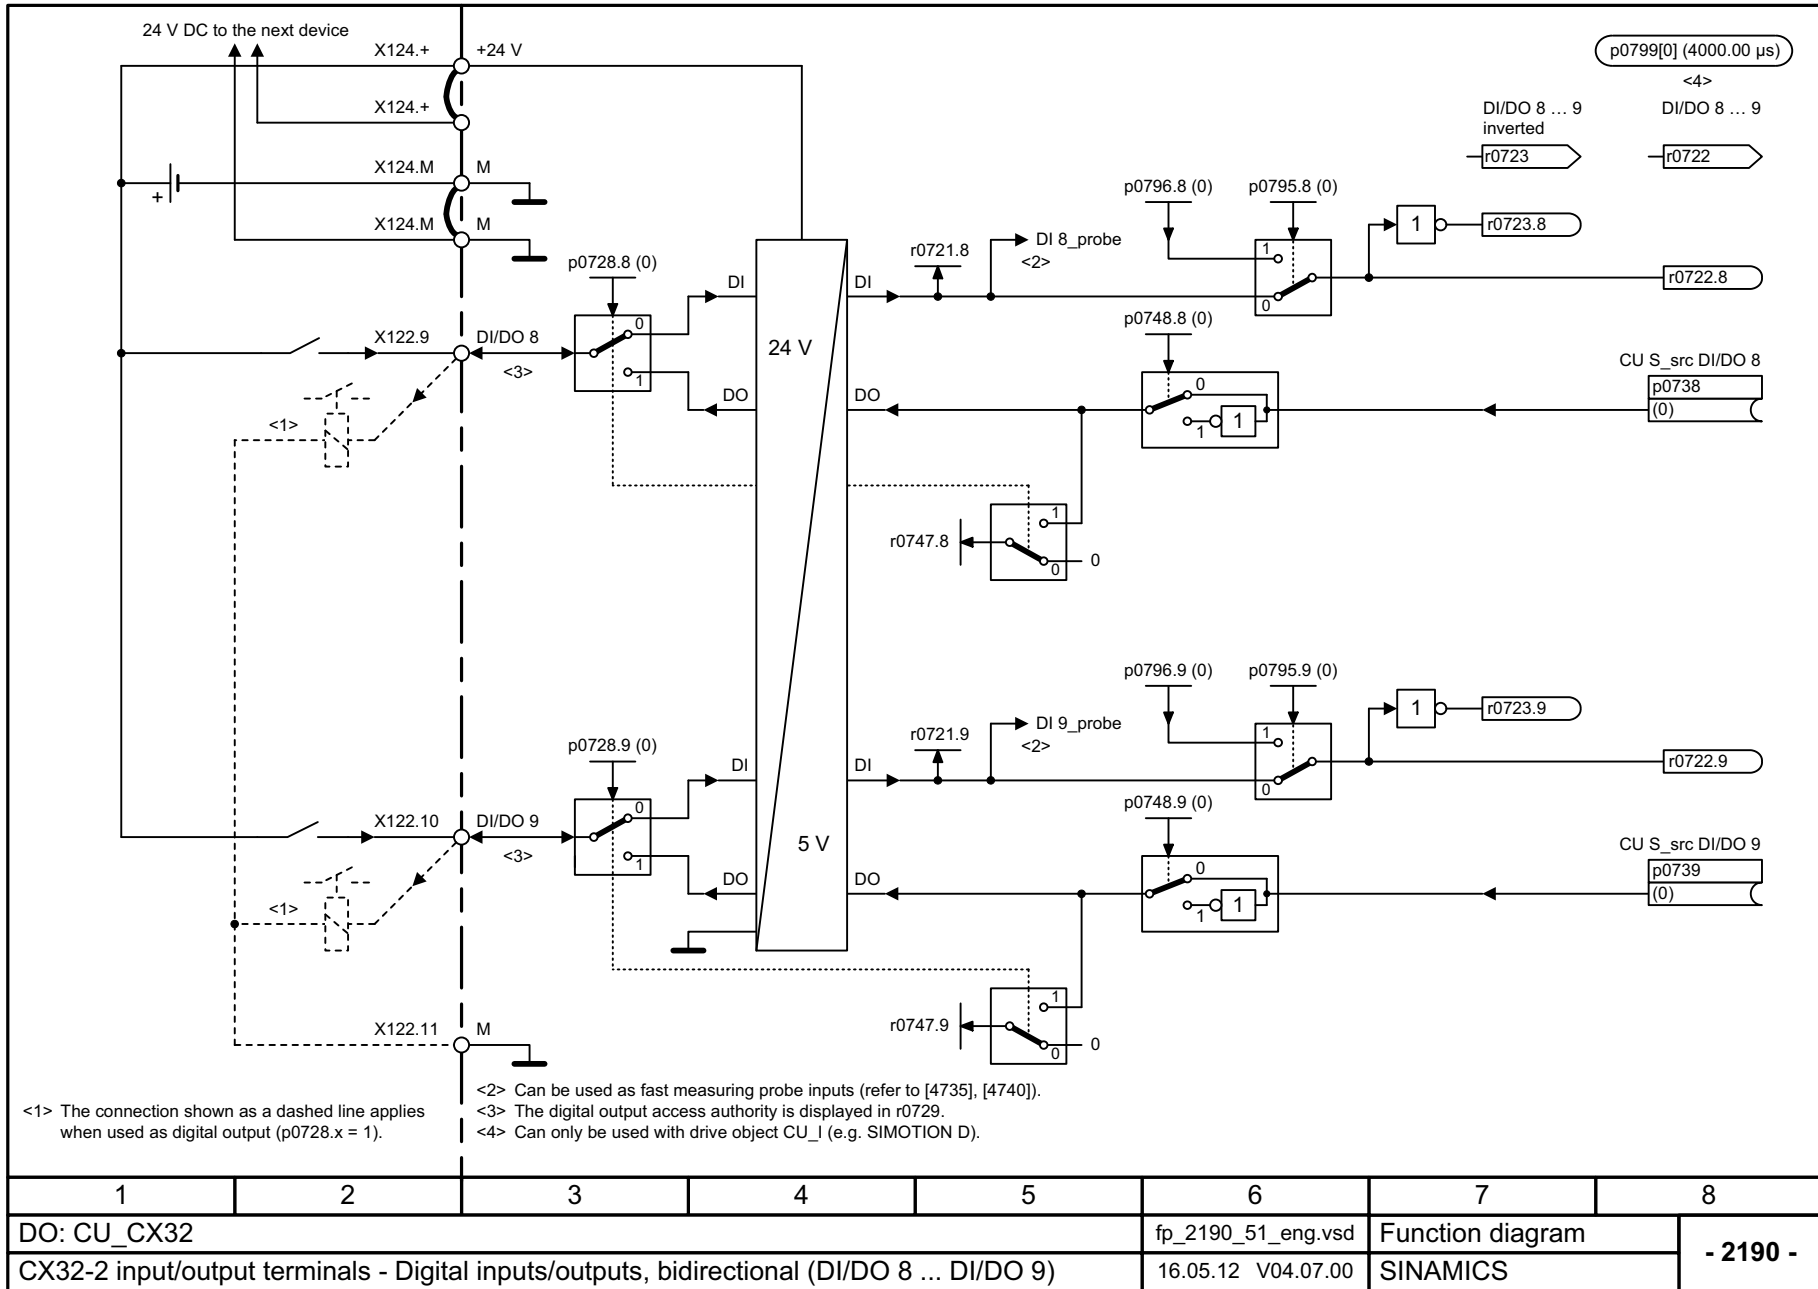 24 V DC to the next device
X124.+
+24 V
p0799[0] (4000.00 µs)
<4>
X124.+
DI/DO 8 … 9
inverted
DI/DO 8 … 9
r0723
r0722
X124.M
M
+
X124.M
M
p0796.8 (0)
p0795.8 (0)
1
r0723.8
DI 8_probe
<2>
r0721.8
p0728.8 (0)
DI
DI
1
0
r0722.8
X122.9
DI/DO 8
<3>
0
1
24 V
p0748.8 (0)
CU S_src DI/DO 8
p0738
(0)
DO
DO
0
1
1
<1>
r0747.8
1
0
0
p0796.9 (0)
p0795.9 (0)
1
r0723.9
DI 9_probe
<2>
r0721.9
p0728.9 (0)
DI
DI
1
0
r0722.9
X122.10
DI/DO 9
<3>
0
1
5 V
p0748.9 (0)
CU S_src DI/DO 9
p0739
(0)
DO
DO
0
1
1
<1>
r0747.9
1
0
0
X122.11
M
<1> The connection shown as a dashed line applies
when used as digital output (p0728.x = 1).
<2> Can be used as fast measuring probe inputs (refer to [4735], [4740]).
<3> The digital output access authority is displayed in r0729.
<4> Can only be used with drive object CU_I (e.g. SIMOTION D).
1
2
3
4
5
6
7
8
DO: CU_CX32
fp_2190_51_eng.vsd
Function diagram
- 2190 -
CX32-2 input/output terminals - Digital inputs/outputs, bidirectional (DI/DO 8 ... DI/DO 9)
16.05.12 V04.07.00
SINAMICS